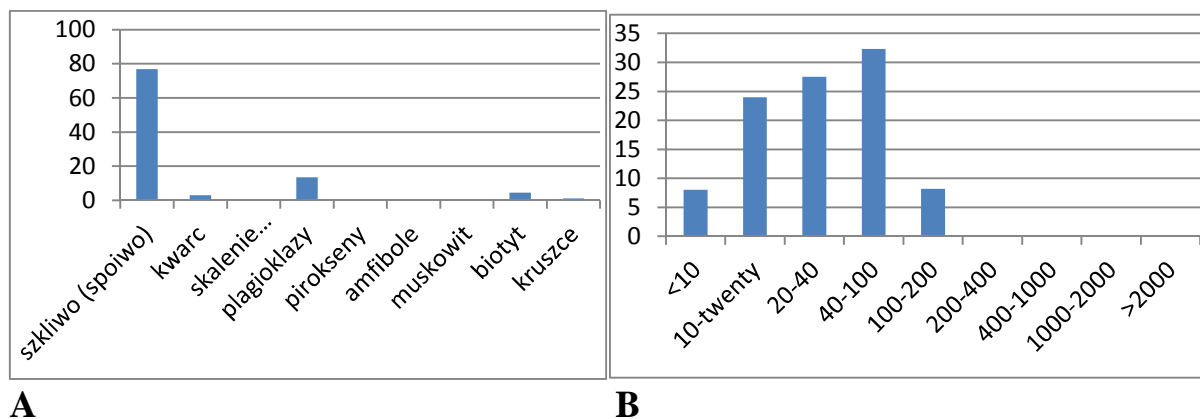 100
80
60
40
20
0
szkliwo (spoiwo)
kwarc
skalenie...
plagioklazy
pirokseny
amfibole
muskowit
biotyt
kruszce
A
35
30
25
20
15
10
5
0
<10
10-twenty
20-40
40-100
100-200
200-400
400-1000
1000-2000
>2000
B